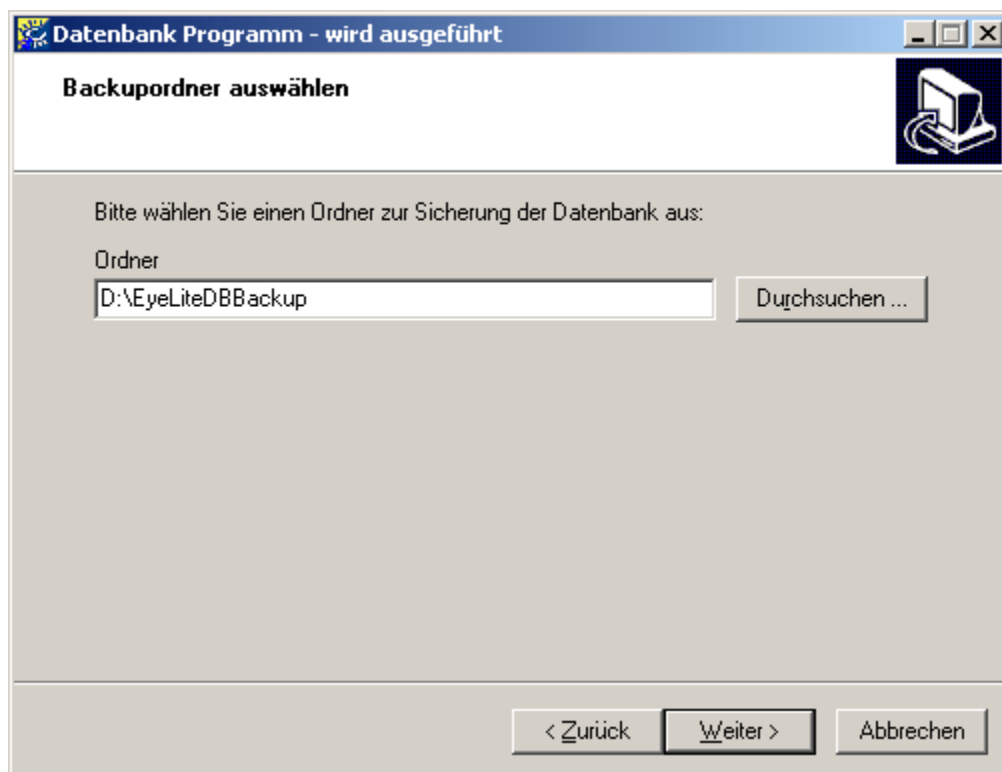 Datenbank Programm - wird ausgeführt
Backupordner auswählen
Bitte wählen Sie einen Ordner zur Sicherung der Datenbank aus:
Ordner
D:\EyeLiteDBBackup
Durchsuchen ...
< Zurück
Weiter >
Abbrechen